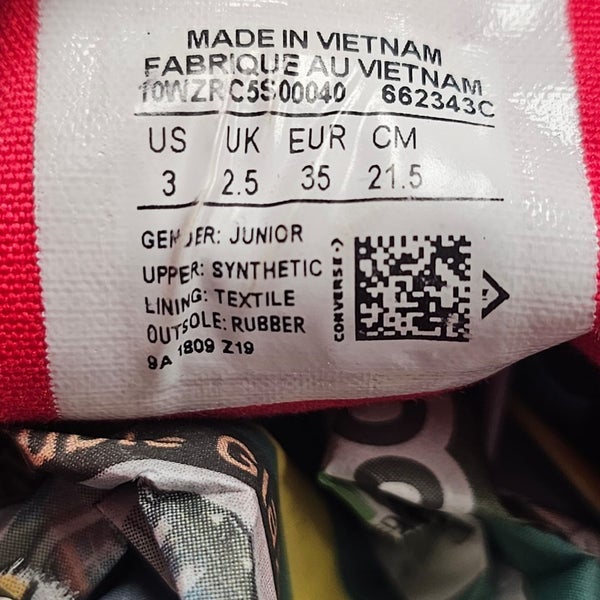 MADE IN VIETNAM
FABRIQUE AU VIETNAM
10WZRC5S00040 662343C
US UK EUR CM
3 2.5 35 21.5
GENDER: JUNIOR
UPPER: SYNTHETIC
LINING: TEXTILE
OUTSOLE: RUBBER
9A 1809 Z19
CONVERSE